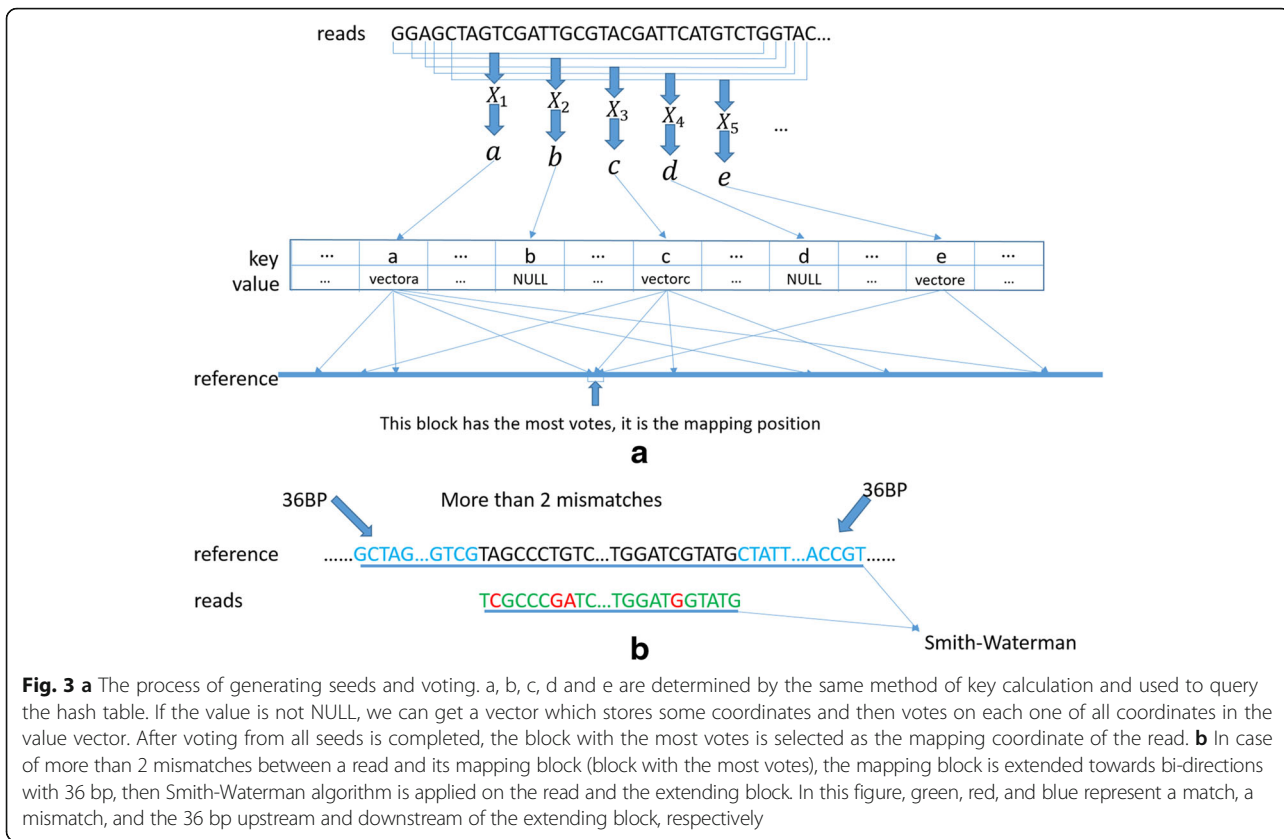 reads GGAGCTAGTCGATTGCGTACGATTCATGTCTGGTAC...
X1 X2 X3 X4 X5 ...
a b c d e
key ... a ... b ... c ... d ... e ...
value ... vectora ... NULL ... vectorc ... NULL ... vectore ...
reference
This block has the most votes, it is the mapping position
a
36BP More than 2 mismatches 36BP
reference ......GCTAG...GTCGTAGCCCTGTC...TGGATCGTATGCTATT...ACCGT......
reads TCGCCCGATC...TGGATGGTATG
b
Smith-Waterman
Fig. 3 a The process of generating seeds and voting. a, b, c, d and e are determined by the same method of key calculation and used to query
the hash table. If the value is not NULL, we can get a vector which stores some coordinates and then votes on each one of all coordinates in the
value vector. After voting from all seeds is completed, the block with the most votes is selected as the mapping coordinate of the read. b In case
of more than 2 mismatches between a read and its mapping block (block with the most votes), the mapping block is extended towards bi-directions
with 36 bp, then Smith-Waterman algorithm is applied on the read and the extending block. In this figure, green, red, and blue represent a match, a
mismatch, and the 36 bp upstream and downstream of the extending block, respectively